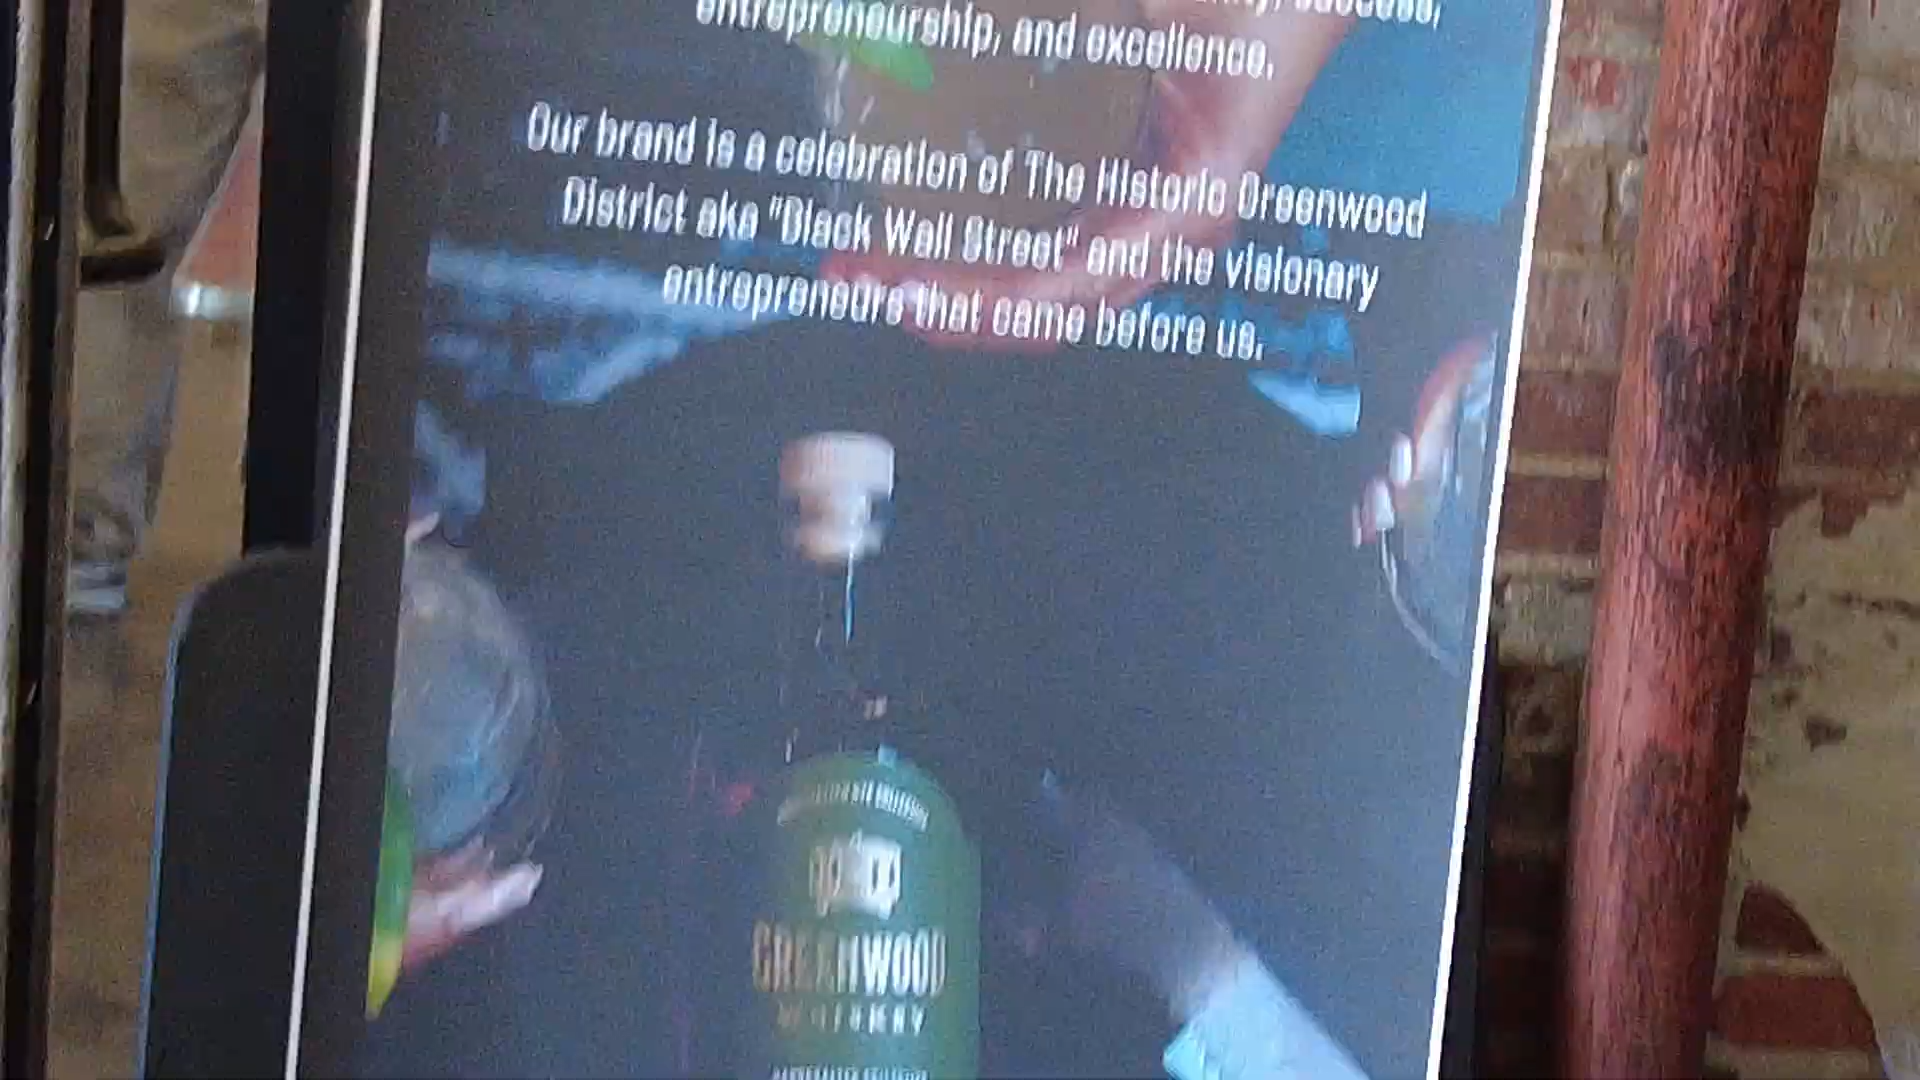 success,
entrepreneurship, and excellence.
Our brand is a celebration of The Historic Greenwood
District aka "Black Wall Street" and the visionary
entrepreneurs that came before us.
GREENWOOD